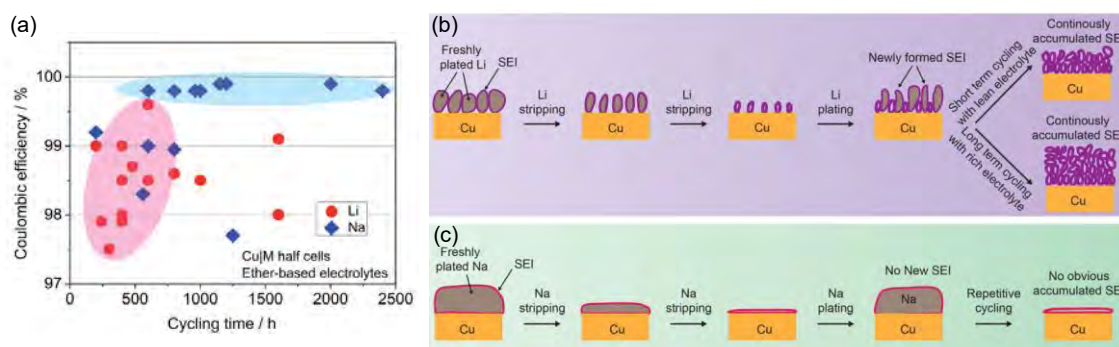 (a)
100
99
98
97
Coulombic efficiency / %
0
500
1000
1500
2000
2500
Cycling time / h
Li
Na
Cu|M half cells
Ether-based electrolytes
(b)
Freshly
plated Li
SEI
Cu
Li
stripping
Cu
Li
stripping
Cu
Li
plating
Newly formed SEI
Cu
Short term cycling
with lean electrolyte
Long term cycling
with rich electrolyte
Continously
accumulated SEI
Cu
Continously
accumulated SEI
Cu
(c)
Freshly
plated Na
SEI
Cu
Na
stripping
Cu
Na
stripping
Cu
Na
plating
No New SEI
Na
Cu
Repetitive
cycling
No obvious
accumulated SEI
Cu